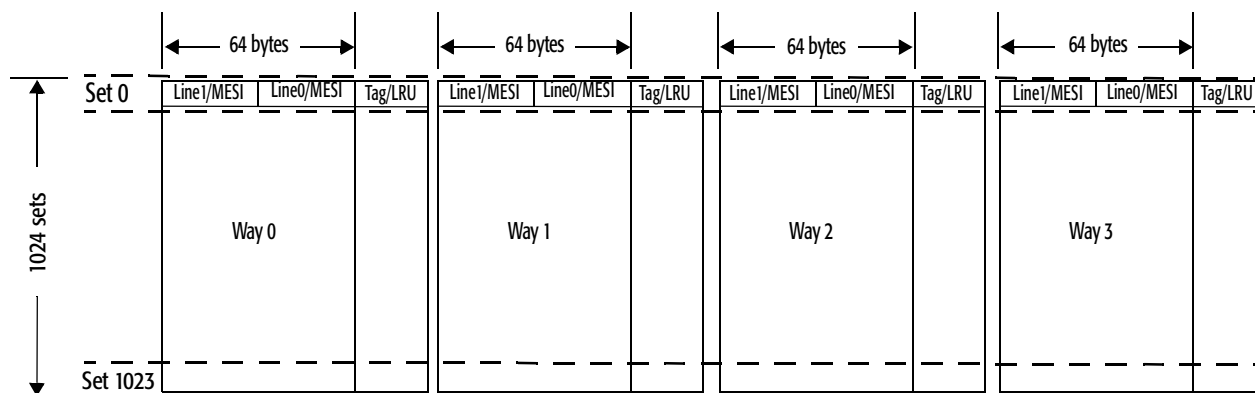 64 bytes 64 bytes 64 bytes 64 bytes
Set 0 Line1/MESI Line0/MESI Tag/LRU Line1/MESI Line0/MESI Tag/LRU Line1/MESI Line0/MESI Tag/LRU Line1/MESI Line0/MESI Tag/LRU
1024 sets
Way 0 Way 1 Way 2 Way 3
Set 1023